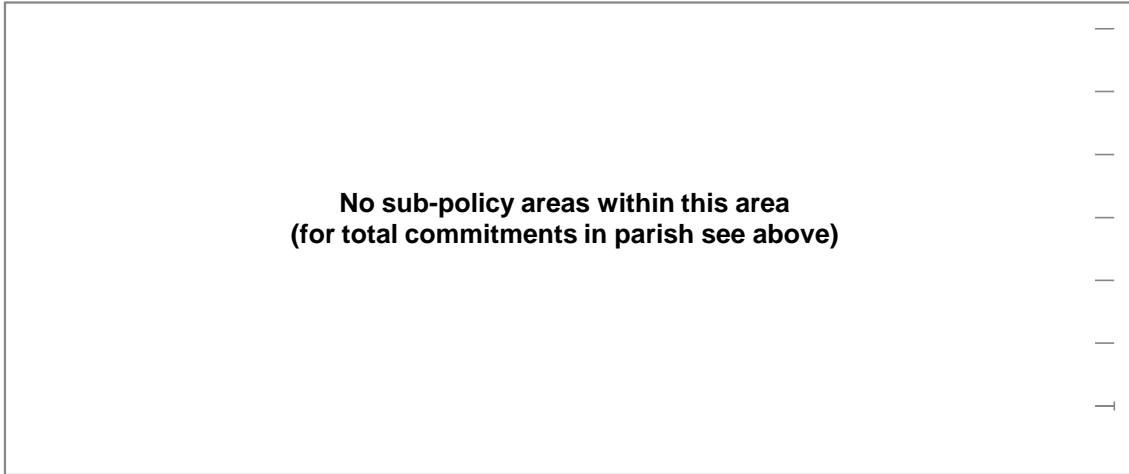 No sub-policy areas within this area
(for total commitments in parish see above)